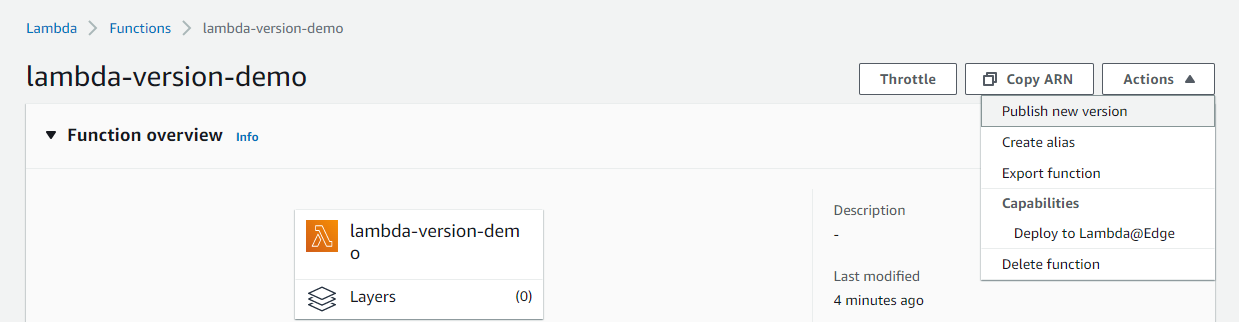 Lambda > Functions > lambda-version-demo
lambda-version-demo
Throttle
Copy ARN
Actions
Publish new version
Create alias
Export function
Capabilities
Deploy to Lambda@Edge
Delete function
Function overview Info
lambda-version-dem
o
Layers (0)
Description
-
Last modified
4 minutes ago